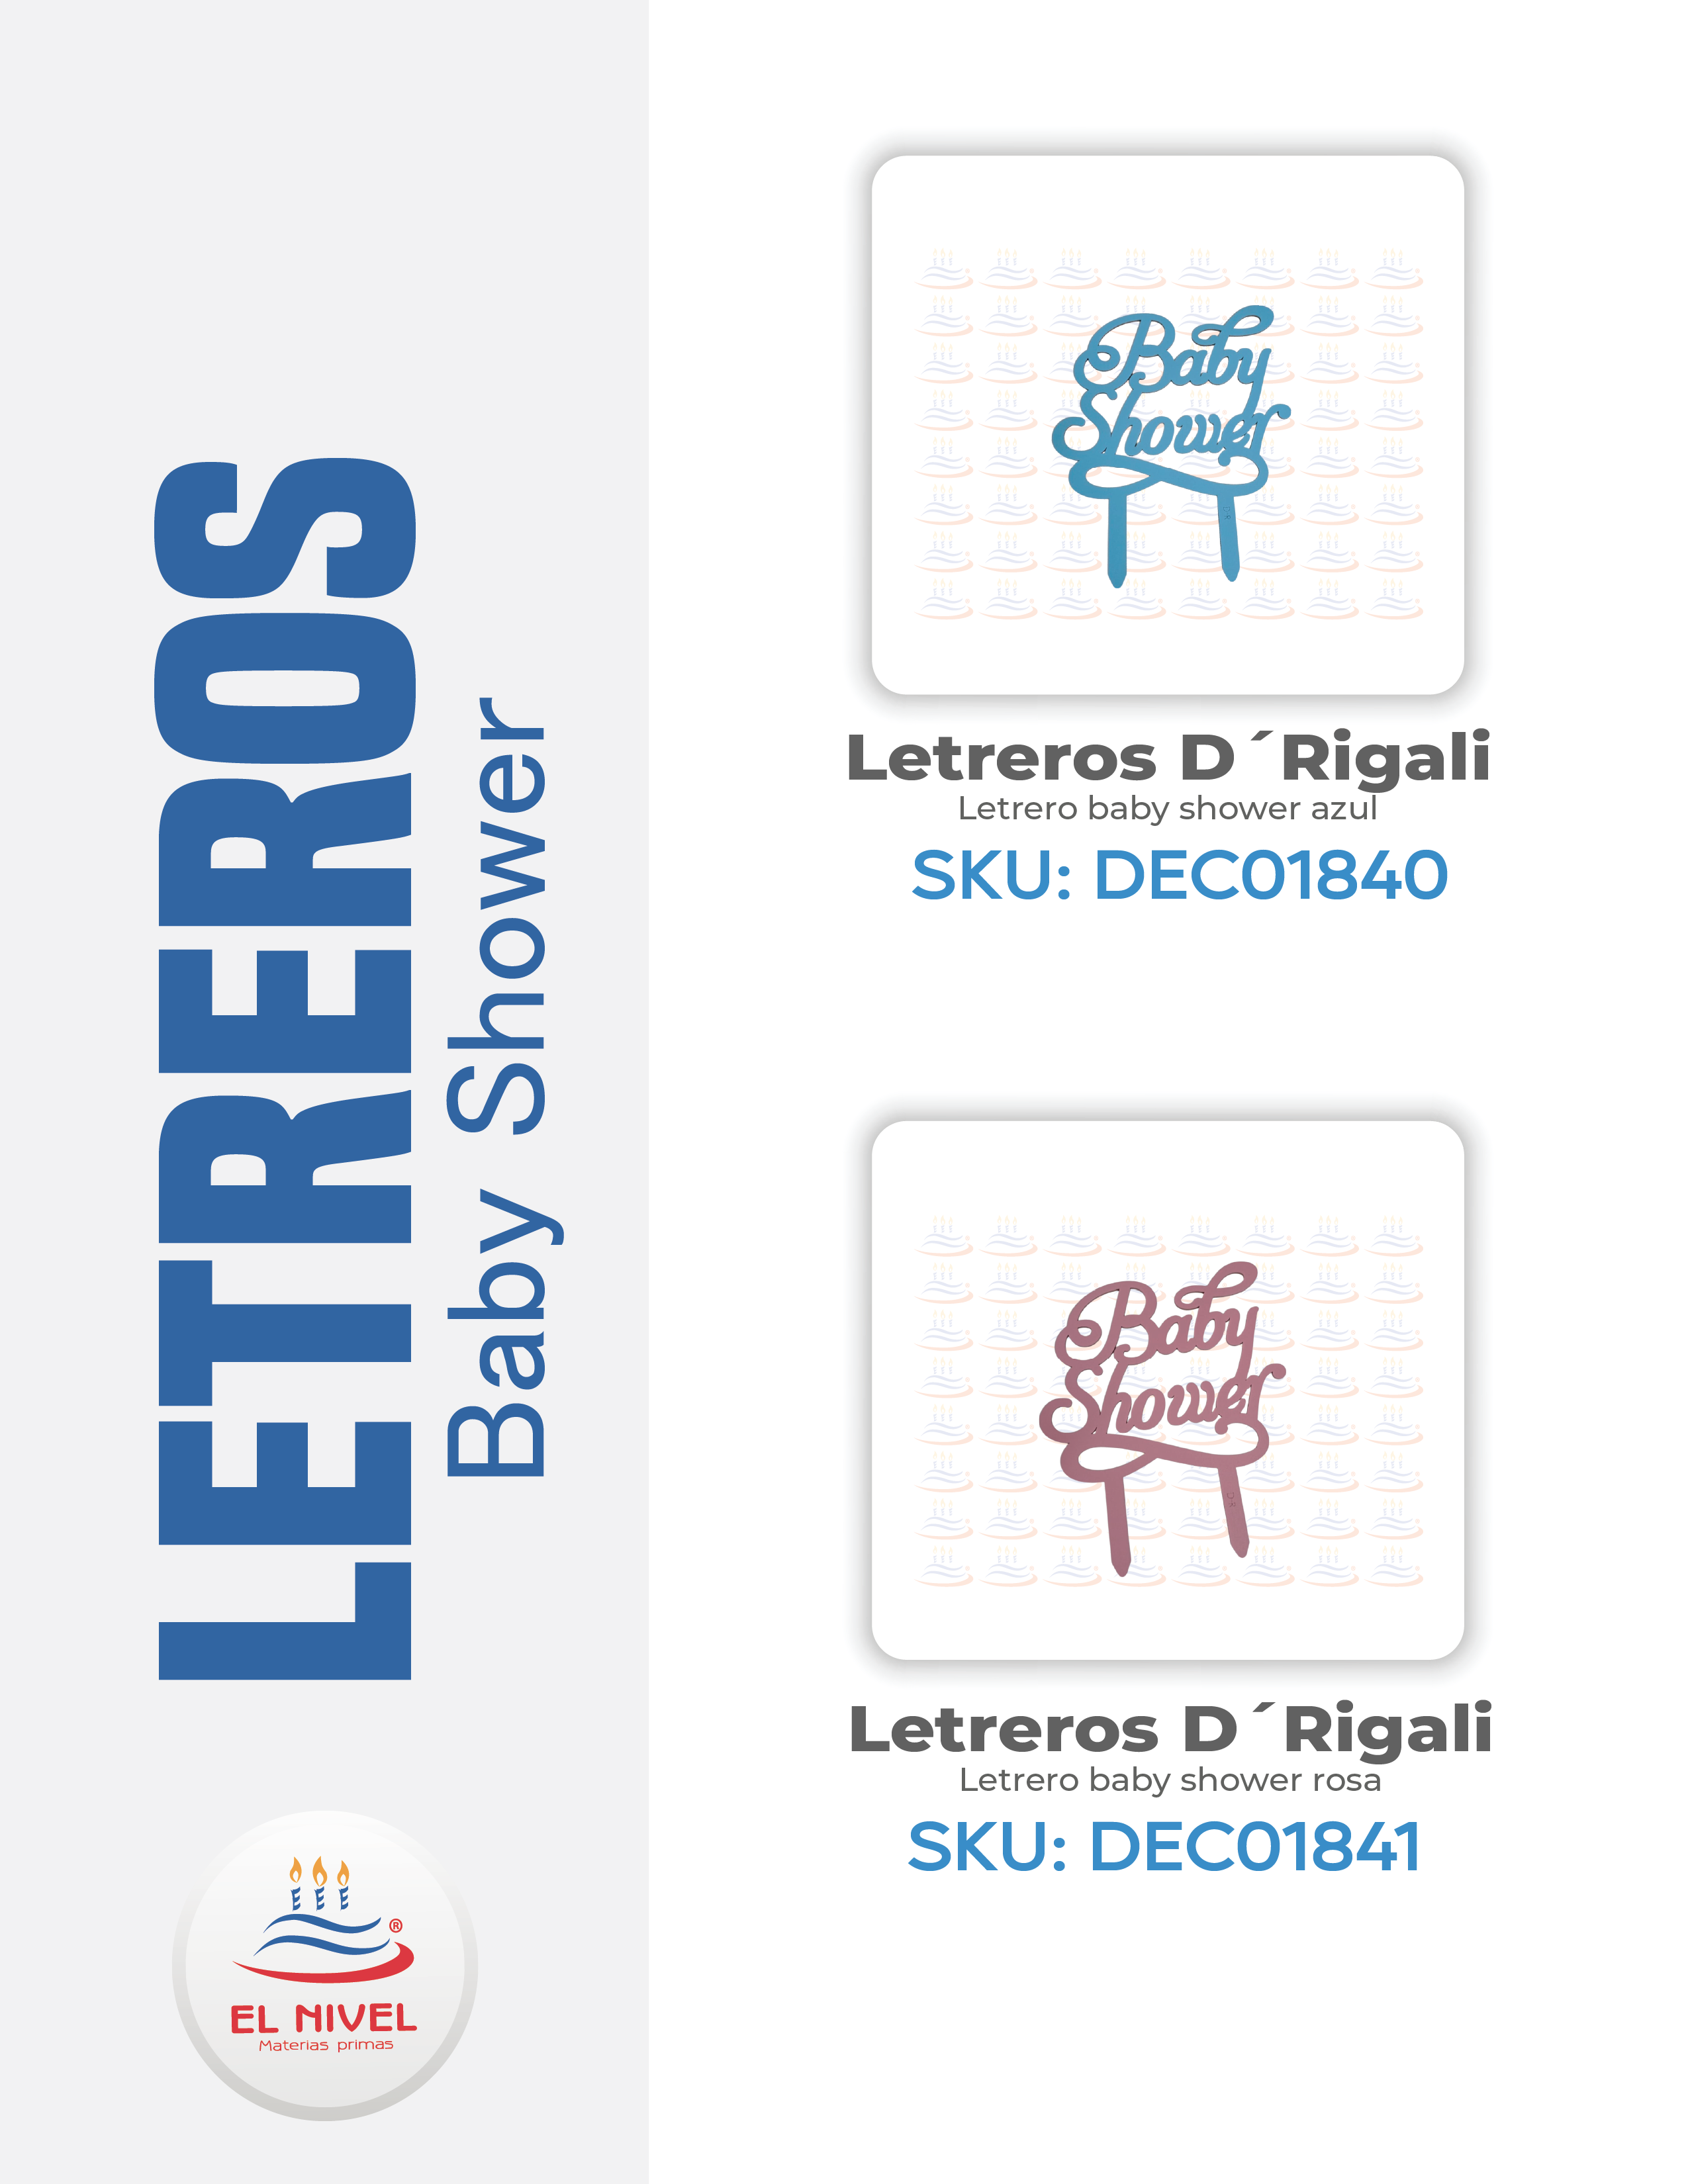 LETREROS
Baby Shower
Baby
Shower
Letreros D´Rigali
Letrero baby shower azul
SKU: DEC01840
Baby
Shower
Letreros D´Rigali
Letrero baby shower rosa
SKU: DEC01841
®
EL NIVEL
Materias primas